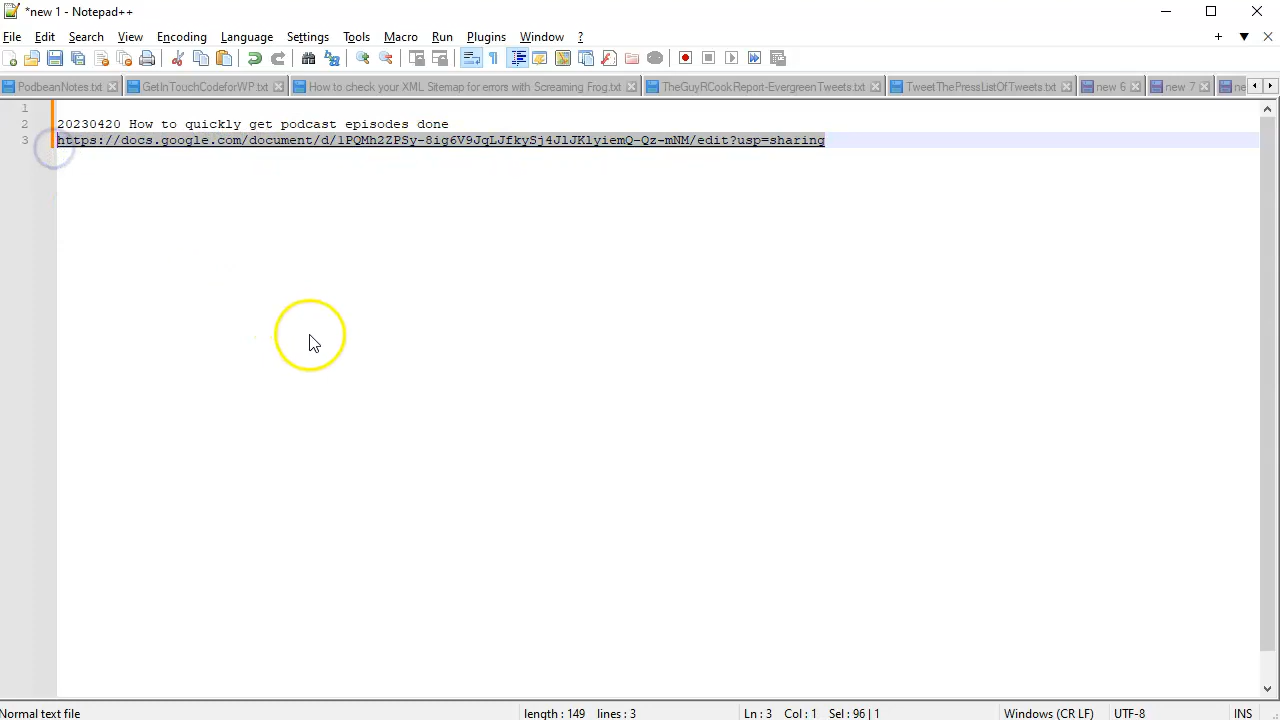 *new 1 - Notepad++
File Edit Search View Encoding Language Settings Tools Macro Run Plugins Window ?
PodbeanNotes.txt GetInTouchCodeforWP.txt How to check your XML Sitemap for errors with Screaming Frog.txt TheGuyRCookReport-EvergreenTweets.txt TweetThePressListOfTweets.txt new 6 new 7 ne
1
2 20230420 How to quickly get podcast episodes done
3 https://docs.google.com/document/d/1PQMh2ZPSy-8ig6V9JqLJfkySj4JlJKlyiemQ-Qz-mNM/edit?usp=sharing
Normal text file length : 149 lines : 3 Ln : 3 Col : 1 Sel : 96 | 1 Windows (CR LF) UTF-8 INS